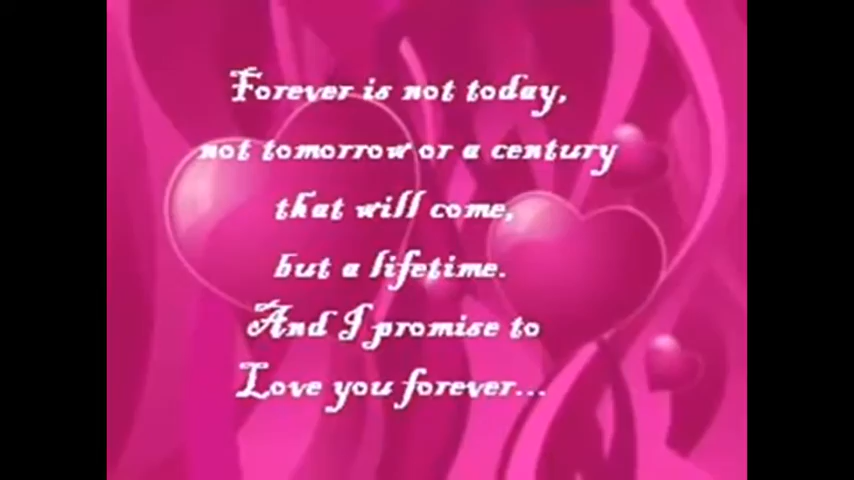 Forever is not today,
not tomorrow or a century
that will come,
but a lifetime.
And I promise to
Love you forever...